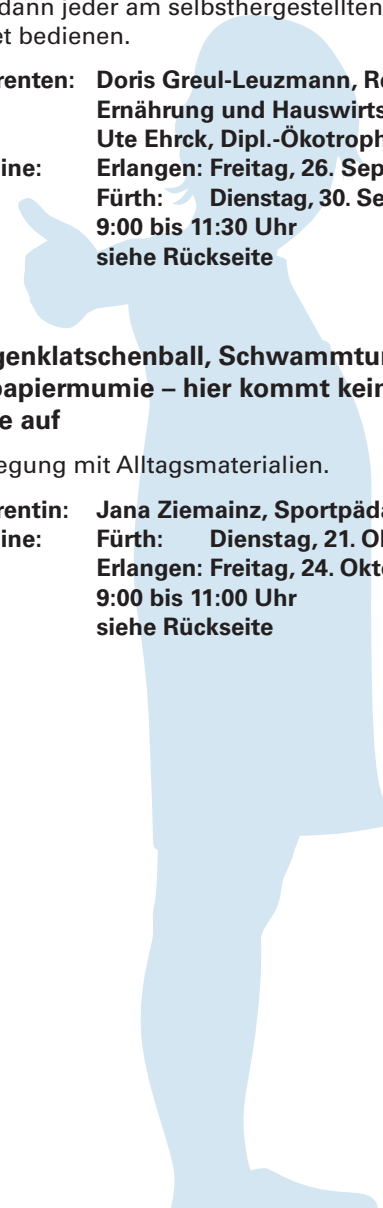 dann jeder am selbsthergestellten
et bedienen.
renten: Doris Greul-Leuzmann, Re
Ernährung und Hauswirts
Ute Ehrck, Dipl.-Ökotroph
ine: Erlangen: Freitag, 26. Sep
Fürth: Dienstag, 30. Se
9:00 bis 11:30 Uhr
siehe Rückseite
genklatschenball, Schwammtu
papiermumie – hier kommt kein
e auf
egung mit Alltagsmaterialien.
rentin: Jana Ziemainz, Sportpäda
ine: Fürth: Dienstag, 21. Ok
Erlangen: Freitag, 24. Okto
9:00 bis 11:00 Uhr
siehe Rückseite